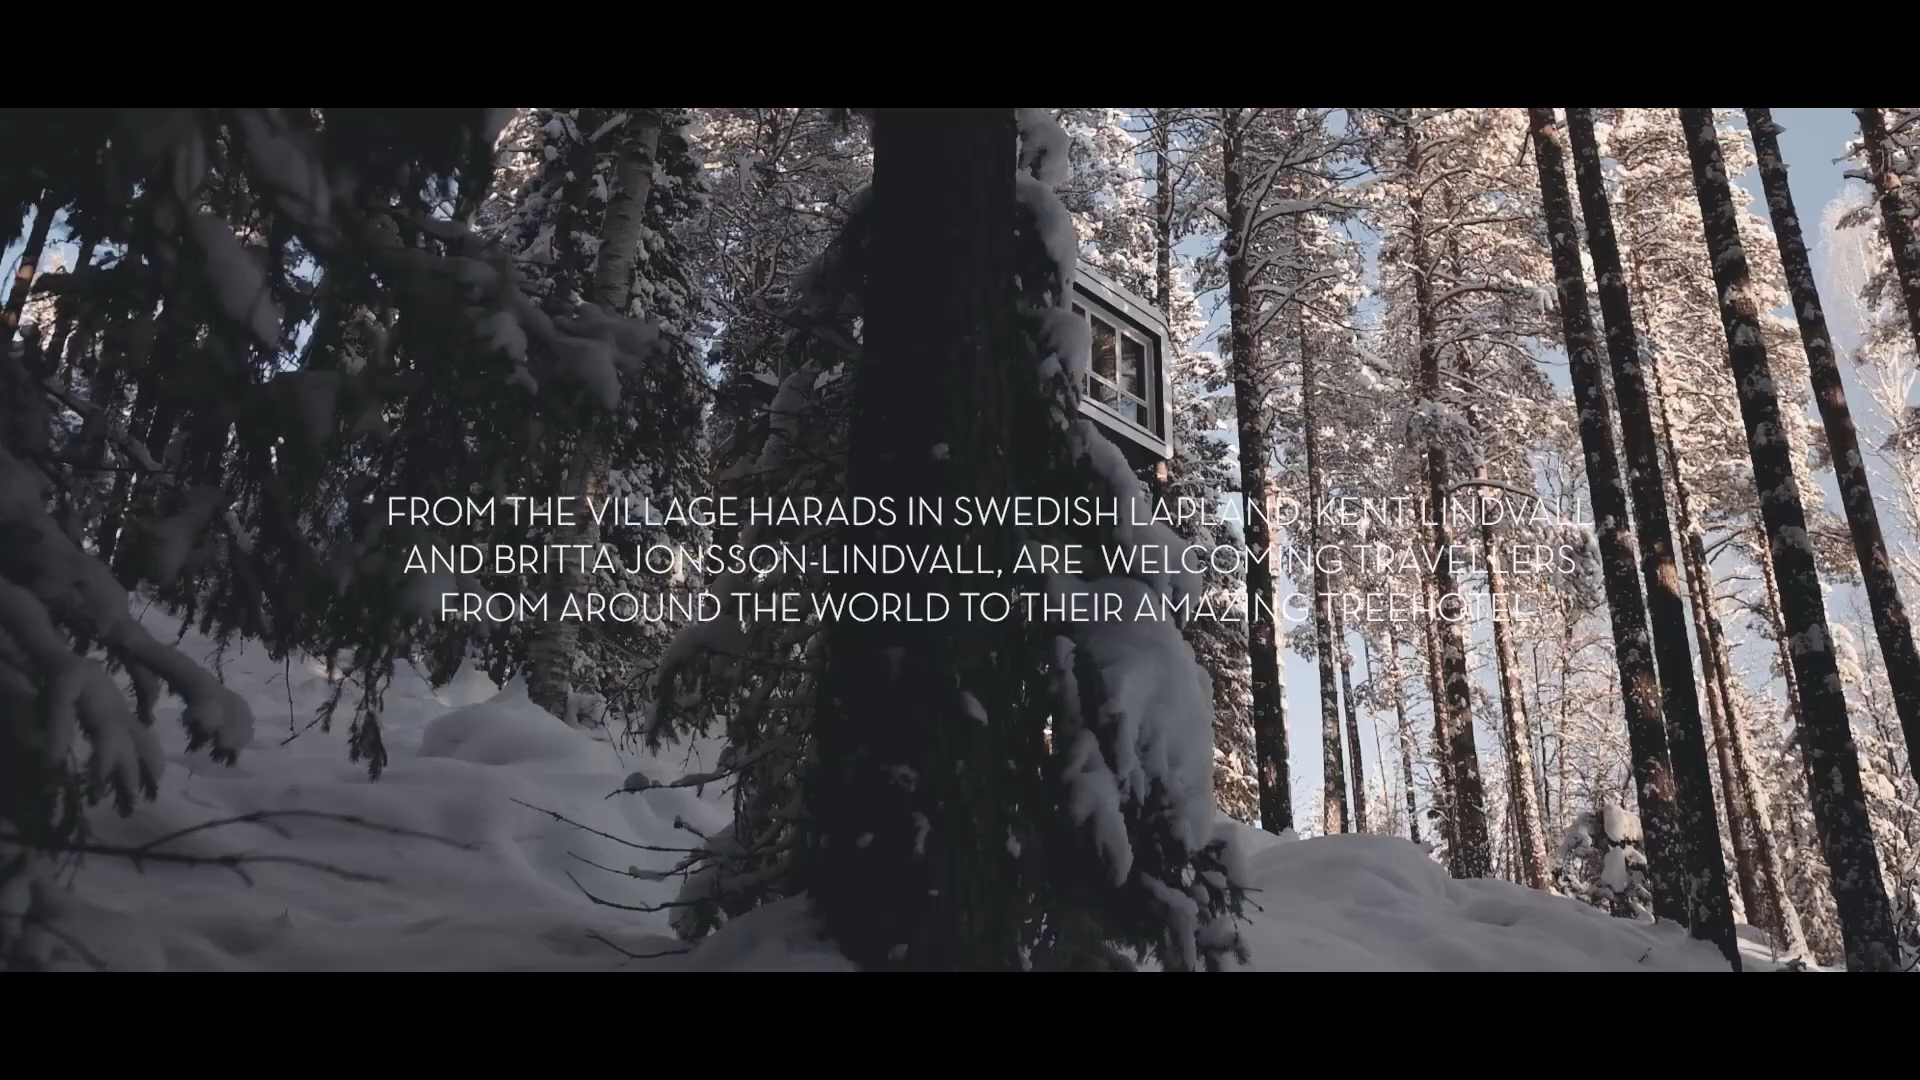 FROM THE VILLAGE HARADS IN SWEDISH LAPLAND, KENT LINDVALL
AND BRITTA JONSSON-LINDVALL, ARE  WELCOMING TRAVELLERS
FROM AROUND THE WORLD TO THEIR AMAZING TREEHOTEL.